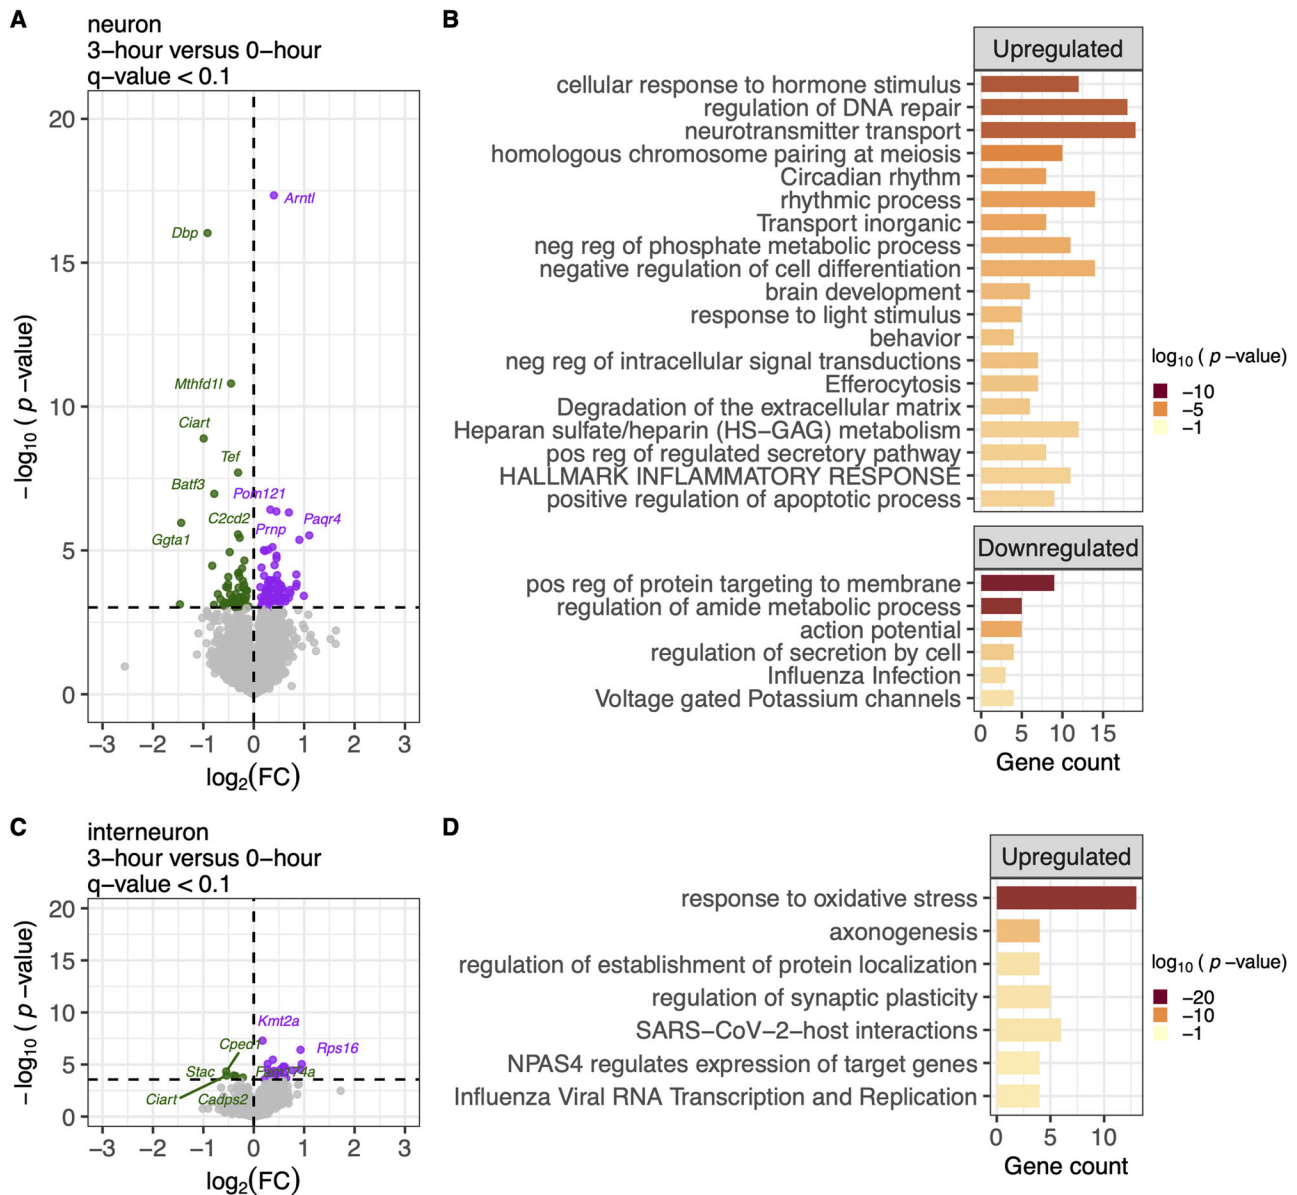 A
neuron
3−hour versus 0−hour
q−value < 0.1
− log10 ( p −value)
20
15
10
5
0
Arntl
Dbp
Mthfd1l
Ciart
Tef
Batf3
Pom121
C2cd2
Prnp
Paqr4
Ggta1
−3 −2 −1 0 1 2 3
log2(FC)
B
Upregulated
cellular response to hormone stimulus
regulation of DNA repair
neurotransmitter transport
homologous chromosome pairing at meiosis
Circadian rhythm
rhythmic process
Transport inorganic
neg reg of phosphate metabolic process
negative regulation of cell differentiation
brain development
response to light stimulus
behavior
neg reg of intracellular signal transductions
Efferocytosis
Degradation of the extracellular matrix
Heparan sulfate/heparin (HS−GAG) metabolism
pos reg of regulated secretory pathway
HALLMARK INFLAMMATORY RESPONSE
positive regulation of apoptotic process
Downregulated
pos reg of protein targeting to membrane
regulation of amide metabolic process
action potential
regulation of secretion by cell
Influenza Infection
Voltage gated Potassium channels
0 5 10 15
Gene count
log10 ( p −value)
−10
−5
−1
C
interneuron
3−hour versus 0−hour
q−value < 0.1
− log10 ( p −value)
20
15
10
5
0
Kmt2a
Cped1
Rps16
Stac
Ciart
Cadps2
−3 −2 −1 0 1 2 3
log2(FC)
D
Upregulated
response to oxidative stress
axonogenesis
regulation of establishment of protein localization
regulation of synaptic plasticity
SARS−CoV−2−host interactions
NPAS4 regulates expression of target genes
Influenza Viral RNA Transcription and Replication
0 5 10
Gene count
log10 ( p −value)
−20
−10
−1